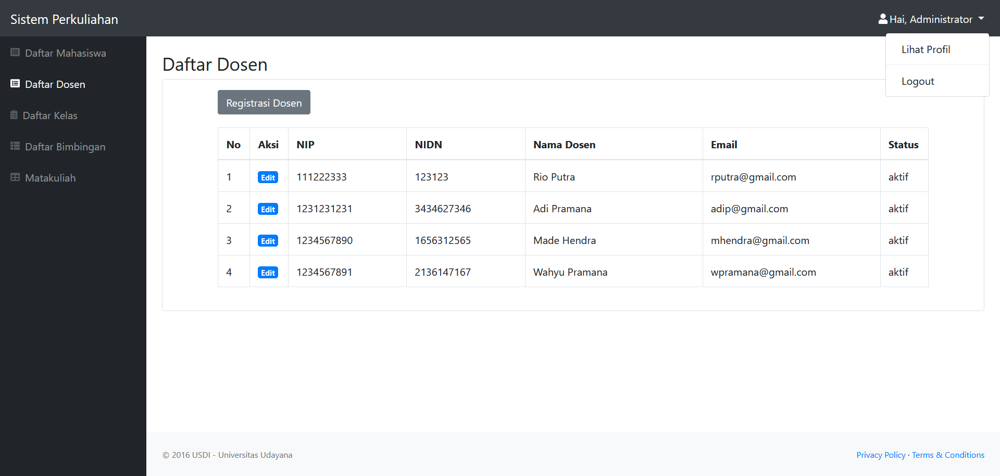 Sistem Perkuliahan
Hai, Administrator
Lihat Profil
Logout
Daftar Mahasiswa
Daftar Dosen
Daftar Kelas
Daftar Bimbingan
Matakuliah
Daftar Dosen
Registrasi Dosen
No Aksi NIP NIDN Nama Dosen Email Status
1 Edit 111222333 123123 Rio Putra rputra@gmail.com aktif
2 Edit 1231231231 3434627346 Adi Pramana adip@gmail.com aktif
3 Edit 1234567890 1656312565 Made Hendra mhendra@gmail.com aktif
4 Edit 1234567891 2136147167 Wahyu Pramana wpramana@gmail.com aktif
© 2016 USDI - Universitas Udayana
Privacy Policy · Terms & Conditions